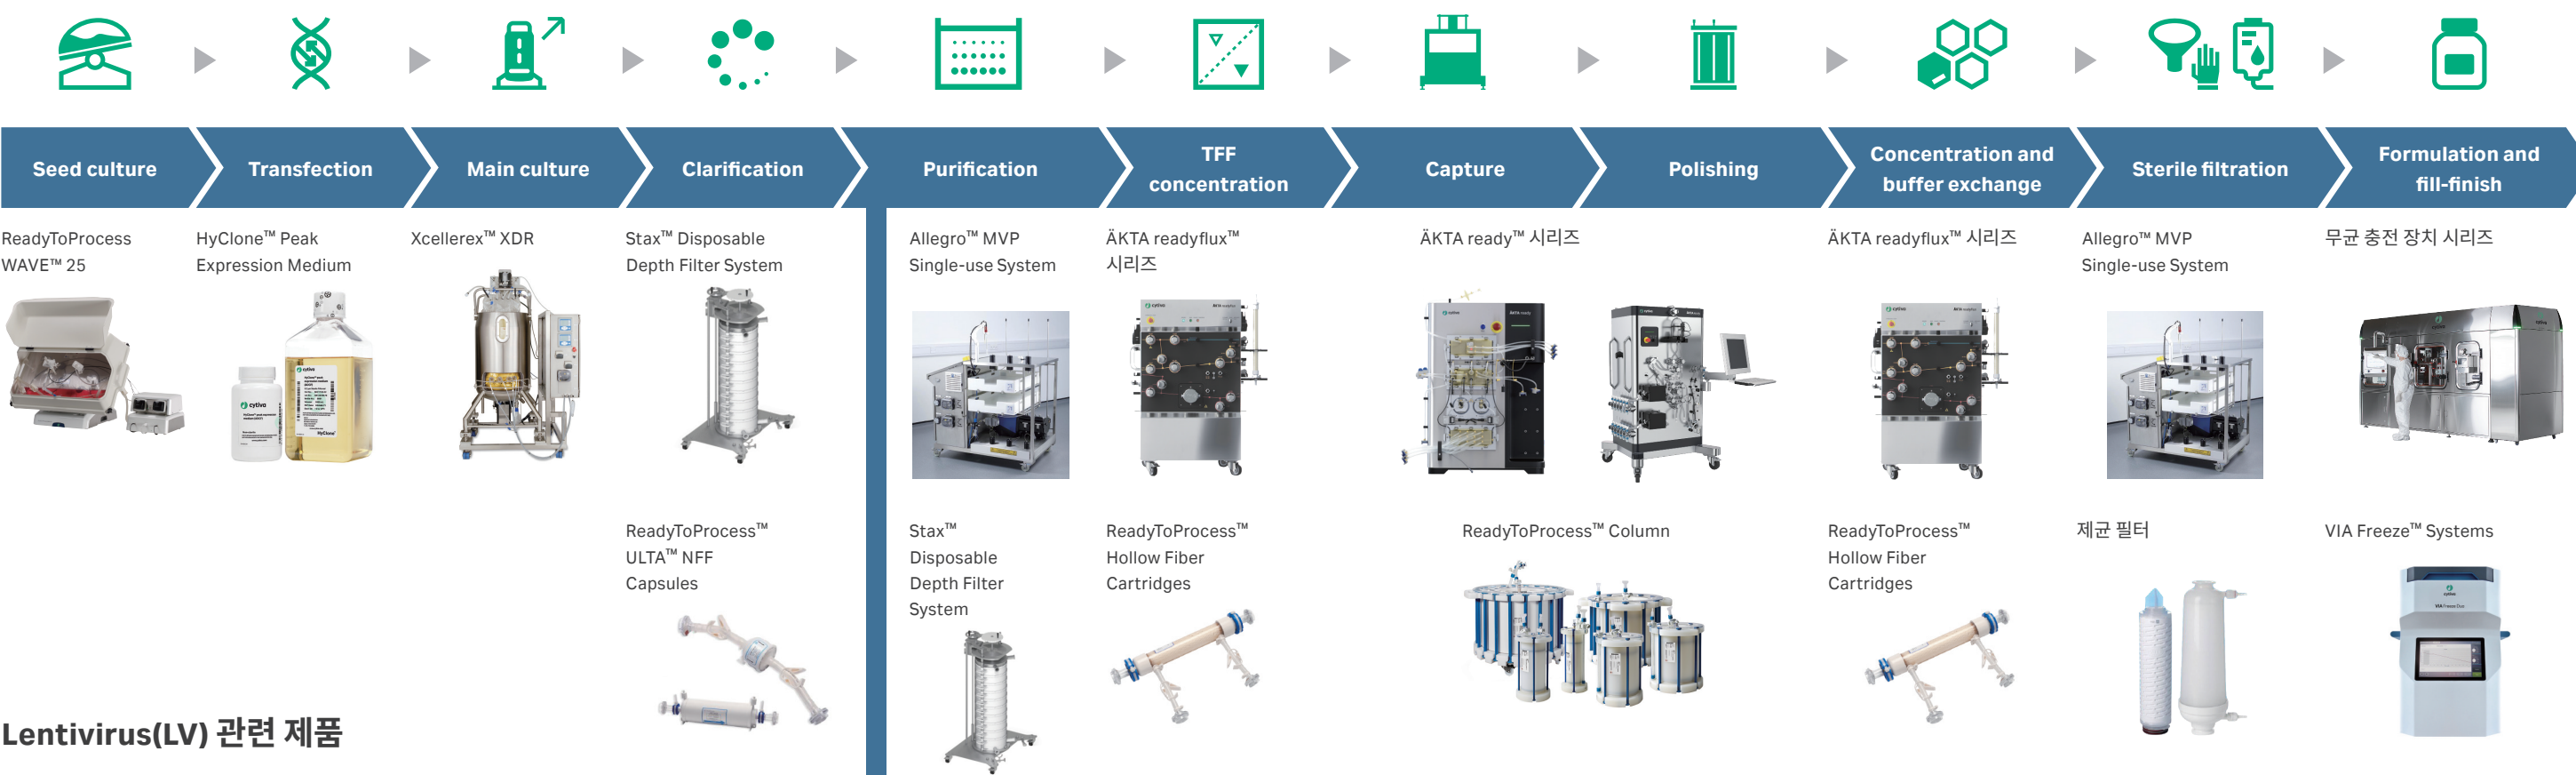 Seed culture
Transfection
Main culture
Clarification
Purification
TFF
concentration
Capture
Polishing
Concentration and
buffer exchange
Sterile filtration
Formulation and
fill-finish
ReadyToProcess
WAVE™ 25
HyClone™ Peak
Expression Medium
Xcellerex™ XDR
Stax™ Disposable
Depth Filter System
Allegro™ MVP
Single-use System
ÄKTA readyflux™
시리즈
ÄKTA ready™ 시리즈
ÄKTA readyflux™ 시리즈
Allegro™ MVP
Single-use System
무균 충전 장치 시리즈
cytiva
HyClone
ReadyToProcess™
ULTA™ NFF
Capsules
Stax™
Disposable
Depth Filter
System
ReadyToProcess™
Hollow Fiber
Cartridges
ReadyToProcess™ Column
ReadyToProcess™
Hollow Fiber
Cartridges
제균 필터
VIA Freeze™ Systems
Lentivirus(LV) 관련 제품